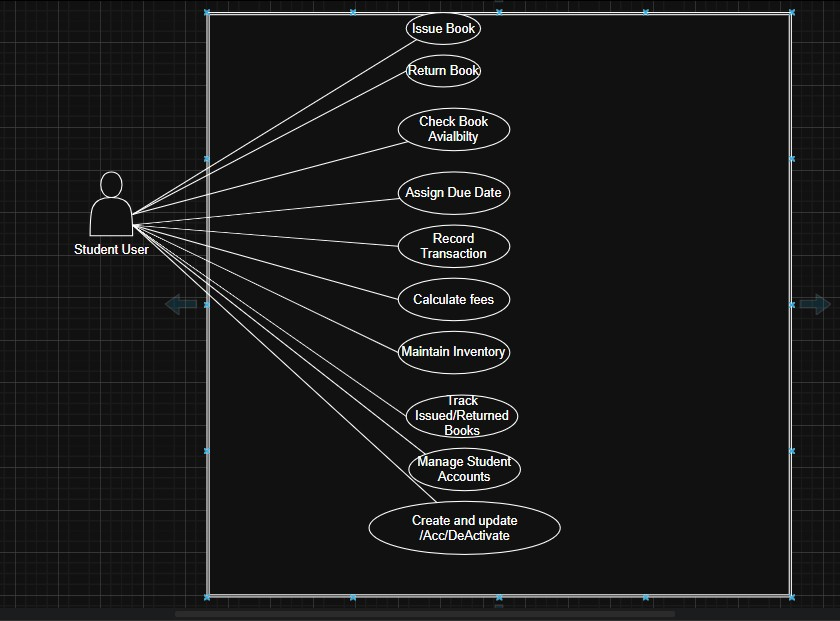 Issue Book
Return Book
Check Book
Avialbilty
Assign Due Date
Record
Transaction
Student User
Calculate fees
Maintain Inventory
Track
Issued/Returned
Books
Manage Student
Accounts
Create and update
/Acc/DeActivate